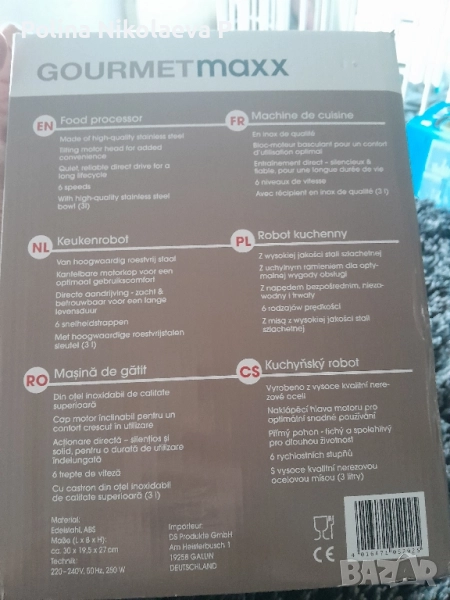 Polina Nikolaeva F
GOURMETmaxx
EN Food processor
Made of high-quality stainless steel
Tilting motor head for added
convenience
Quiet, reliable direct drive for a
long lifecycle
6 speeds
With high-quality stainless steel
bowl (3l)
FR Machine de cuisine
En inox de qualité
Bloc-moteur basculant pour un confort
d'utilisation optimal
Entraînement direct - silencieux &
fiable, pour une longue durée de vie
6 niveaux de vitesse
Avec récipient en inox de qualité (3 l)
NL Keukenrobot
Van hoogwaardig roestvrij staal
Kantelbare motorkop voor een
optimaal gebruikscomfort
Directe aandrijving - zacht &
betrouwbaar voor een lange
levensduur
6 snelheidstrappen
Met hoogwaardige roestvrijstalen
sleutel (3 l)
PL Robot kuchenny
Z wysokiej jakości stali szlachetnej
Z uchylnym ramieniem dla opty-
malnej wygody obsługi
Z napędem bezpośrednim, niezo-
wodny i trwały
6 rodzajów prędkości
Z misą z wysokiej jakości stali
szlachetnej
RO Mașină de gătit
Din oțel inoxidabil de calitate
superioară
Cap motor înclinabil pentru un
confort crescut în utilizare
Acționare directă - silențios și
solid, pentru o durată de utilizare
îndelungată
6 trepte de viteză
Cu castron din oțel inoxidabil
de calitate superioară (3 l)
CS Kuchyňský robot
Vyrobeno z vysoce kvalitní nere-
zové oceli
Naklápěcí hlava motoru pro
optimální snadné používání
Přímý pohon - tichý a spolehlivý
pro dlouhou životnost
6 rychlostních stupňů
S vysoce kvalitní nerezovou
ocelovou mísou (3 litry)
Material:
Edelstahl, ABS
Maße (L x B x H):
ca. 30 x 19,5 x 27 cm
Technik:
220-240V, 50Hz, 250 W
Importeur:
DS Produkte GmbH
Am Heisterbusch 1
19258 GALLIN
DEUTSCHLAND
CE
BAZAR